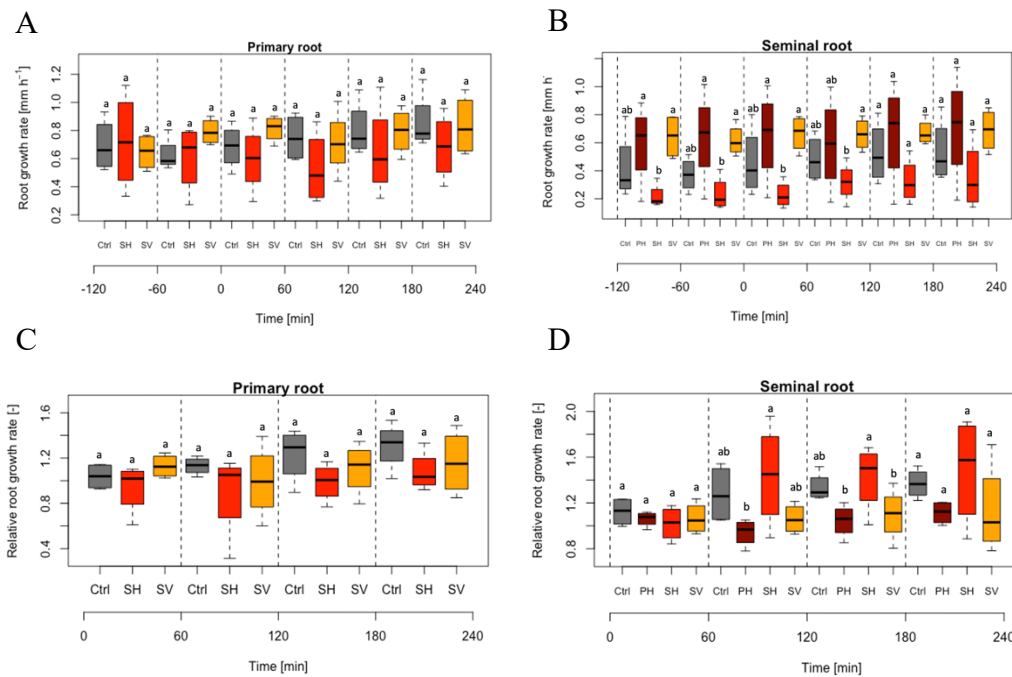 A
Primary root
Root growth rate [mm h⁻¹]
1.2
1.0
0.8
0.6
0.4
0.2
a a a a a a a a a a a a a a a a a a
Ctrl SH SV Ctrl SH SV Ctrl SH SV Ctrl SH SV Ctrl SH SV Ctrl SH SV
-120 -60 0 60 120 180 240
Time [min]
B
Seminal root
Root growth rate [mm h
1.0
0.6
0.2
ab a b a ab a b a ab a b a ab ab b a a a a a a a a a
Ctrl PH SH SV Ctrl PH SH SV Ctrl PH SH SV Ctrl PH SH SV Ctrl PH SH SV Ctrl PH SH SV
-120 -60 0 60 120 180 240
Time [min]
C
Primary root
Relative root growth rate [-]
1.6
1.2
0.8
0.4
a a a a a a a a a a a a
Ctrl SH SV Ctrl SH SV Ctrl SH SV Ctrl SH SV
0 60 120 180 240
Time [min]
D
Seminal root
Relative root growth rate [-]
2.0
1.6
1.2
0.8
a a a a ab b a ab ab b a b a a a a
Ctrl PH SH SV Ctrl PH SH SV Ctrl PH SH SV Ctrl PH SH SV
0 60 120 180 240
Time [min]